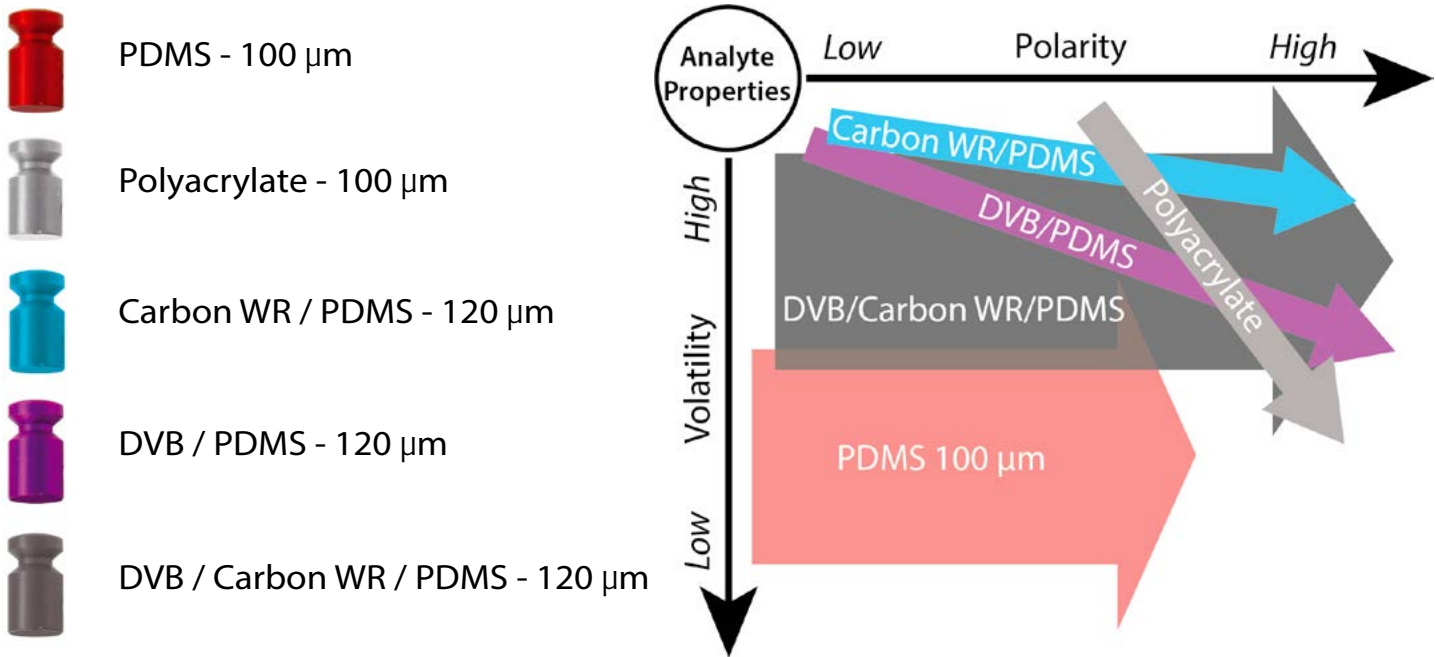 PDMS - 100 µm
Polyacrylate - 100 µm
Carbon WR / PDMS - 120 µm
DVB / PDMS - 120 µm
DVB / Carbon WR / PDMS - 120 µm
Analyte
Properties
Low
Polarity
High
High
Volatility
Low
Carbon WR/PDMS
DVB/PDMS
Polyacrylate
DVB/Carbon WR/PDMS
PDMS 100 µm